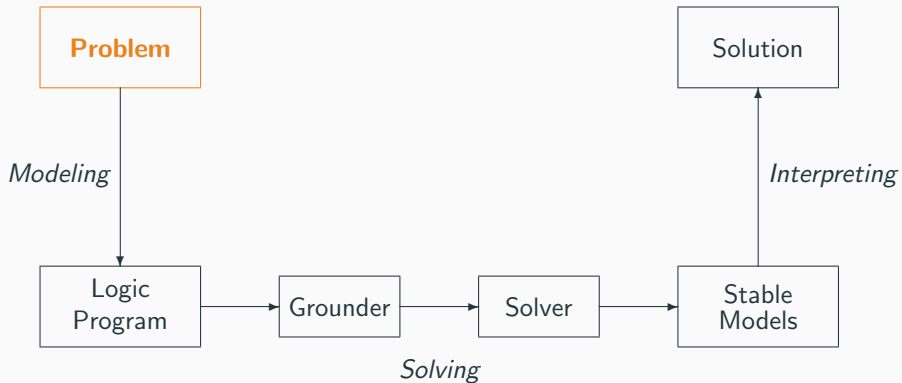 Problem
Solution
Modeling
Interpreting
Logic
Program
Grounder
Solver
Stable
Models
Solving